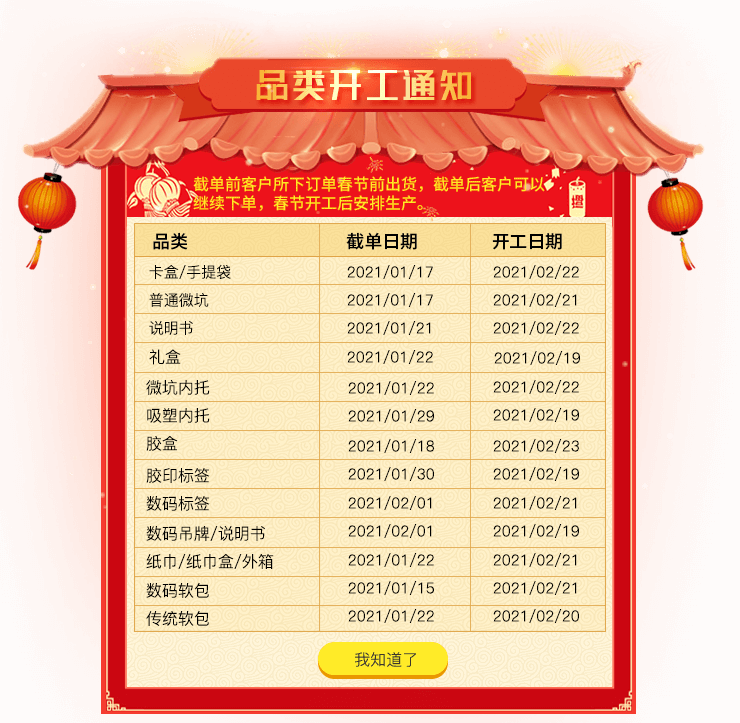 品类开工通知
截单前客户所下订单春节前出货，截单后客户可以
继续下单，春节开工后安排生产。
品类 截单日期 开工日期
卡盒/手提袋 2021/01/17 2021/02/22
普通微坑 2021/01/17 2021/02/21
说明书 2021/01/21 2021/02/22
礼盒 2021/01/22 2021/02/19
微坑内托 2021/01/22 2021/02/22
吸塑内托 2021/01/29 2021/02/19
胶盒 2021/01/18 2021/02/23
胶印标签 2021/01/30 2021/02/19
数码标签 2021/02/01 2021/02/21
数码吊牌/说明书 2021/02/01 2021/02/19
纸巾/纸巾盒/外箱 2021/01/22 2021/02/21
数码软包 2021/01/15 2021/02/21
传统软包 2021/01/22 2021/02/20
我知道了